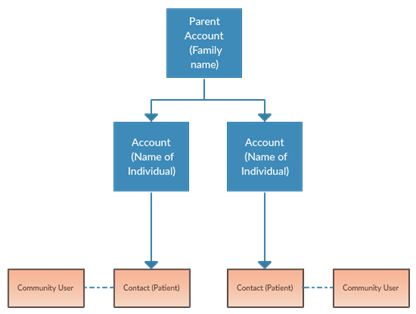 Parent
Account
(Family
name)
Account
(Name of
Individual)
Account
(Name of
Individual)
Community User
Contact (Patient)
Contact (Patient)
Community User